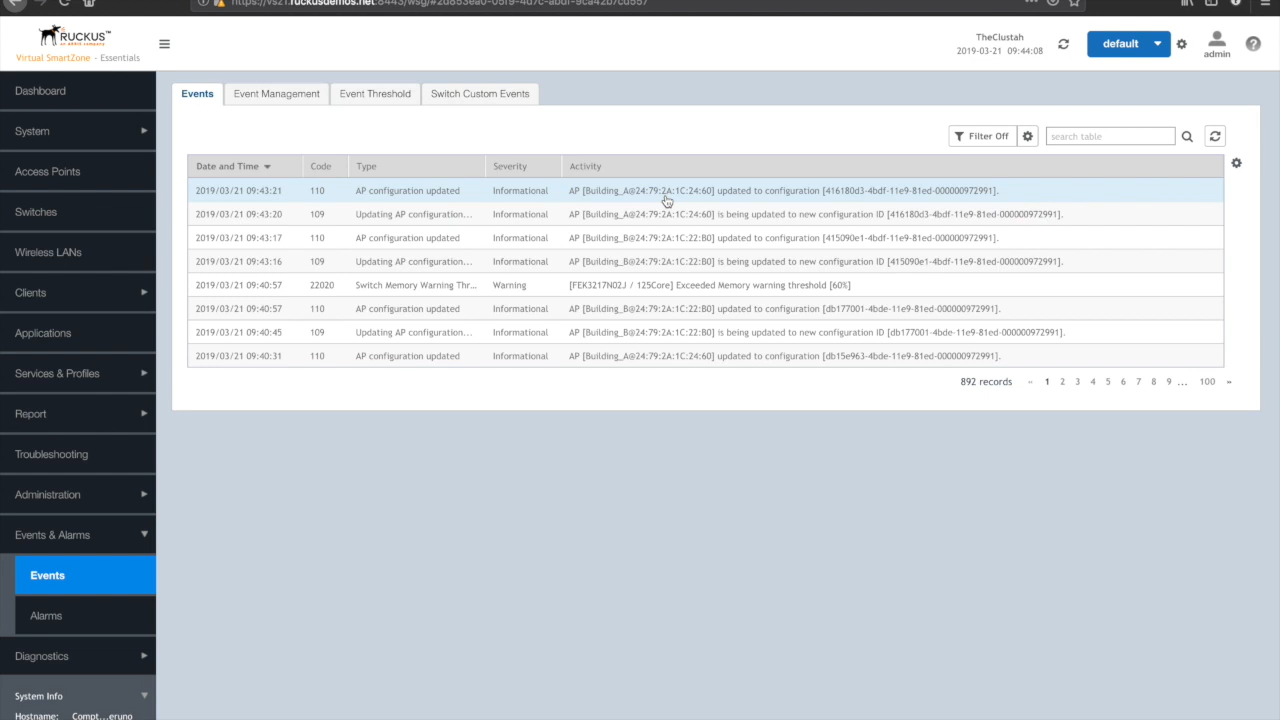 RUCKUS™
Virtual SmartZone - Essentials
TheClustah
2019-03-21 09:44:08
default
admin
Dashboard
System
Access Points
Switches
Wireless LANs
Clients
Applications
Services & Profiles
Report
Troubleshooting
Administration
Events & Alarms
Events
Alarms
Diagnostics
System Info
Hostname: Compt...eruno
Events Event Management Event Threshold Switch Custom Events
Filter Off search table
Date and Time Code Type Severity Activity
2019/03/21 09:43:21 110 AP configuration updated Informational AP [Building_A@24:79:2A:1C:24:60] updated to configuration [416180d3-4bdf-11e9-81ed-000000972991].
2019/03/21 09:43:20 109 Updating AP configuration... Informational AP [Building_A@24:79:2A:1C:24:60] is being updated to new configuration ID [416180d3-4bdf-11e9-81ed-000000972991].
2019/03/21 09:43:17 110 AP configuration updated Informational AP [Building_B@24:79:2A:1C:22:B0] updated to configuration [415090e1-4bdf-11e9-81ed-000000972991].
2019/03/21 09:43:16 109 Updating AP configuration... Informational AP [Building_B@24:79:2A:1C:22:B0] is being updated to new configuration ID [415090e1-4bdf-11e9-81ed-000000972991].
2019/03/21 09:40:57 22020 Switch Memory Warning Thr... Warning [FEK3217N02J / 125Core] Exceeded Memory warning threshold [60%]
2019/03/21 09:40:57 110 AP configuration updated Informational AP [Building_B@24:79:2A:1C:22:B0] updated to configuration [db177001-4bde-11e9-81ed-000000972991].
2019/03/21 09:40:45 109 Updating AP configuration... Informational AP [Building_B@24:79:2A:1C:22:B0] is being updated to new configuration ID [db177001-4bde-11e9-81ed-000000972991].
2019/03/21 09:40:31 110 AP configuration updated Informational AP [Building_A@24:79:2A:1C:24:60] updated to configuration [db15e963-4bde-11e9-81ed-000000972991].
892 records « 1 2 3 4 5 6 7 8 9 ... 100 »